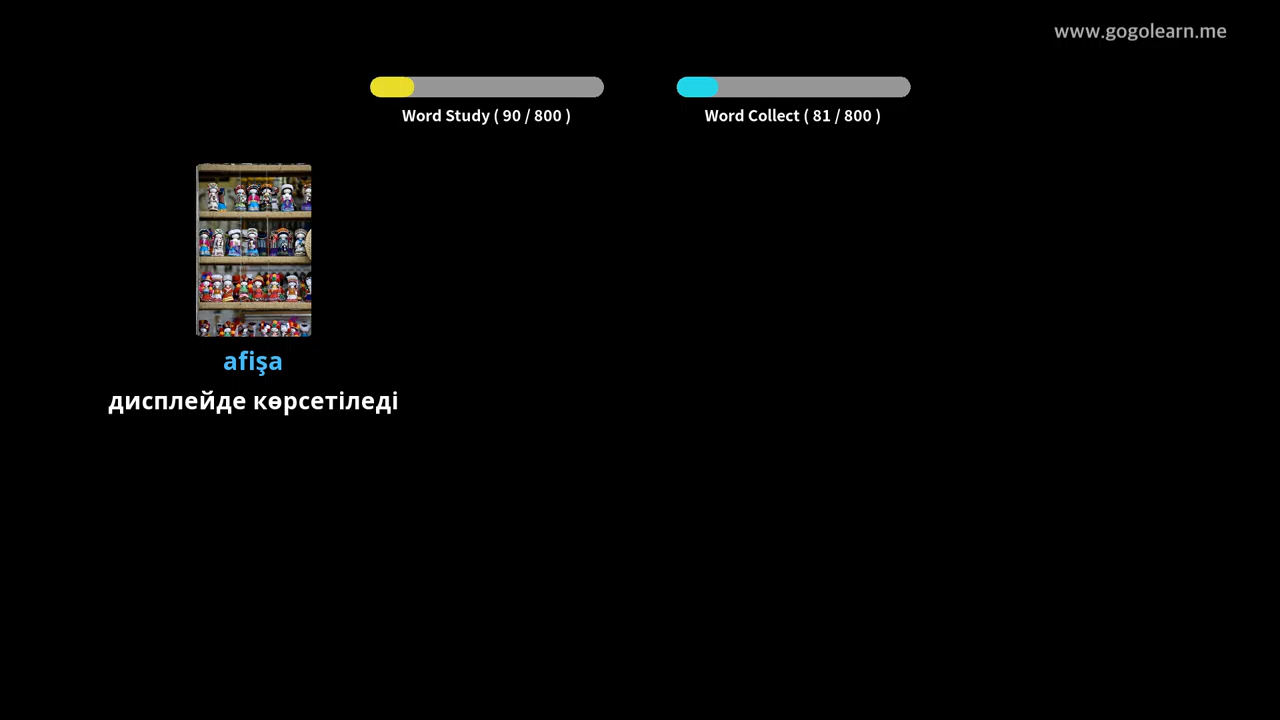 www.gogolearn.me
Word Study ( 90 / 800 )
Word Collect ( 81 / 800 )
afişa
дисплейде көрсетіледі